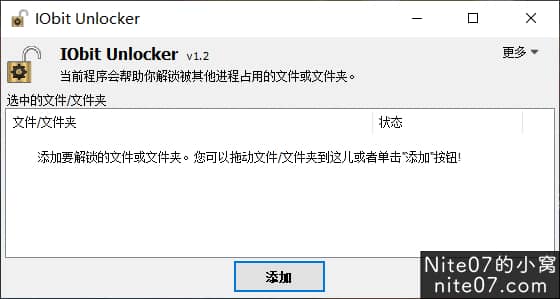 IObit Unlocker
IObit Unlocker v1.2
更多
当前程序会帮助你解锁被其他进程占用的文件或文件夹。
选中的文件/文件夹
文件/文件夹 状态
添加要解锁的文件或文件夹。您可以拖动文件/文件夹到这儿或者单击"添加"按钮!
添加
Nite07的小窝
nite07.com